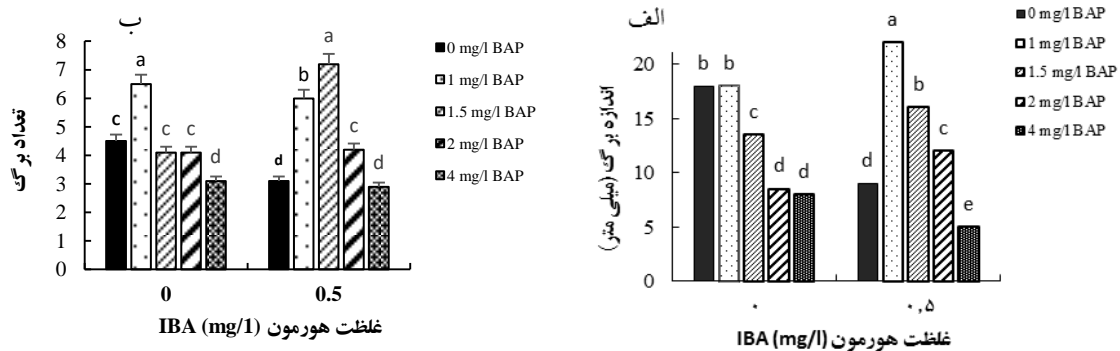 ب
8
7
6
5
4
3
2
1
0
تعداد برگ
c a c c d
d b a c d
0 0.5
غلظت هورمون IBA (mg/1)
0 mg/l BAP
1 mg/l BAP
1.5 mg/l BAP
2 mg/l BAP
4 mg/l BAP
الف
20
15
10
5
0
اندازه برگ (میلی متر)
b b c d d
d a b c e
۰ ۰,۵
غلظت هورمون IBA (mg/l)
0 mg/l BAP
1 mg/l BAP
1.5 mg/l BAP
2 mg/l BAP
4 mg/l BAP